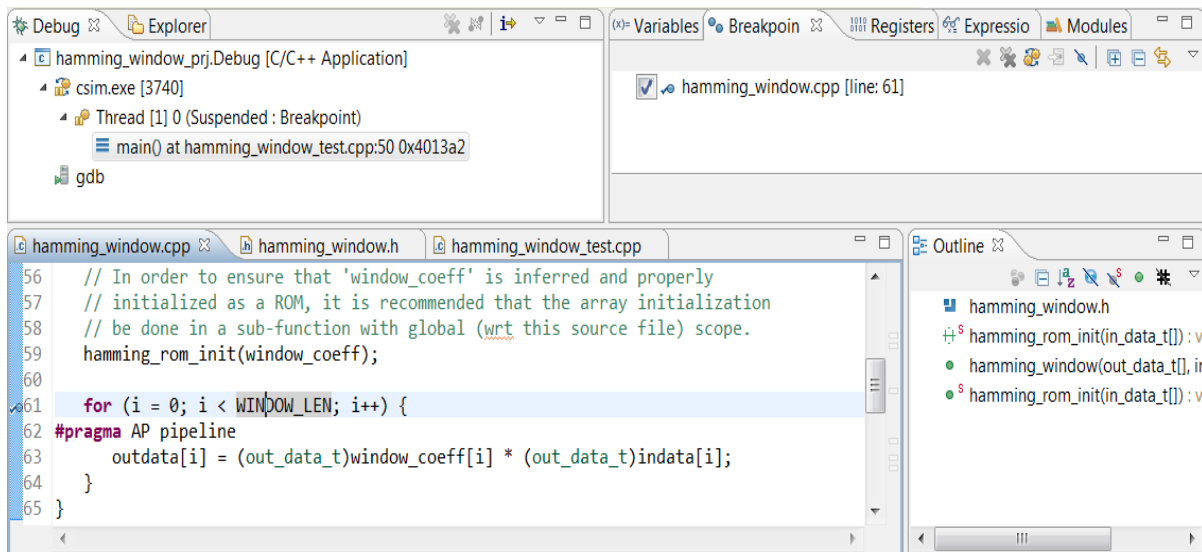 Debug Explorer
hamming_window_prj.Debug [C/C++ Application]
csim.exe [3740]
Thread [1] 0 (Suspended : Breakpoint)
main() at hamming_window_test.cpp:50 0x4013a2
gdb
(x)= Variables Breakpoin 1010 0101 Registers Expressio Modules
hamming_window.cpp [line: 61]
hamming_window.cpp hamming_window.h hamming_window_test.cpp
56 // In order to ensure that 'window_coeff' is inferred and properly
57 // initialized as a ROM, it is recommended that the array initialization
58 // be done in a sub-function with global (wrt this source file) scope.
59 hamming_rom_init(window_coeff);
60
61 for (i = 0; i < WINDOW_LEN; i++) {
62 #pragma AP pipeline
63 outdata[i] = (out_data_t)window_coeff[i] * (out_data_t)indata[i];
64 }
65 }
Outline
hamming_window.h
hamming_rom_init(in_data_t[]) : v
hamming_window(out_data_t[], in
hamming_rom_init(in_data_t[]) : v